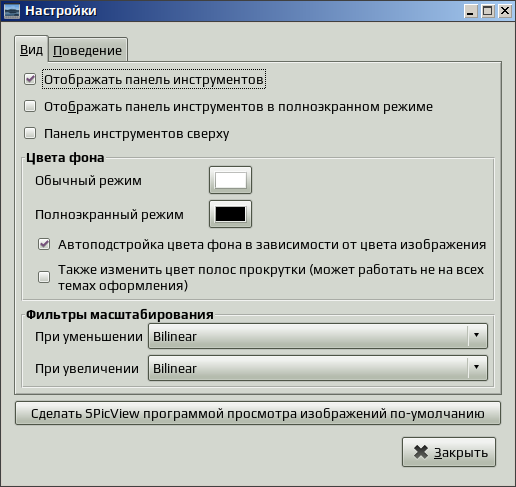 Настройки
Вид
Поведение
Отображать панель инструментов
Отображать панель инструментов в полноэкранном режиме
Панель инструментов сверху
Цвета фона
Обычный режим
Полноэкранный режим
Автоподстройка цвета фона в зависимости от цвета изображения
Также изменить цвет полос прокрутки (может работать не на всех
темах оформления)
Фильтры масштабирования
При уменьшении
Bilinear
При увеличении
Bilinear
Сделать SPicView программой просмотра изображений по-умолчанию
Закрыть